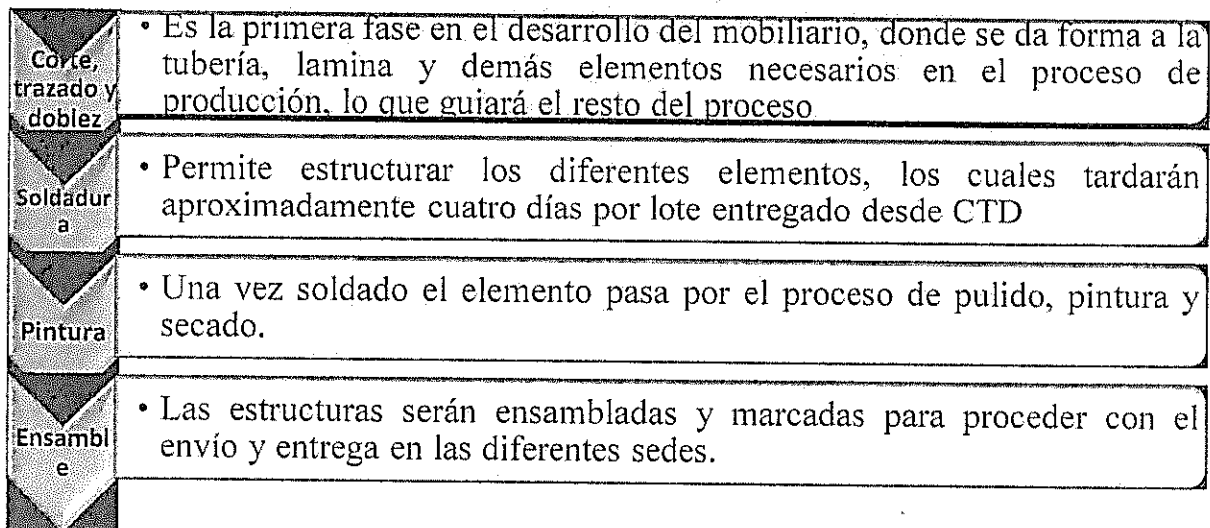 Corte,
trazado y
doblez
• Es la primera fase en el desarrollo del mobiliario, donde se da forma a la
tubería, lamina y demás elementos necesarios en el proceso de
producción, lo que guiará el resto del proceso
Soldadur
a
• Permite estructurar los diferentes elementos, los cuales tardarán
aproximadamente cuatro días por lote entregado desde CTD
Pintura
• Una vez soldado el elemento pasa por el proceso de pulido, pintura y
secado.
Ensambl
e
• Las estructuras serán ensambladas y marcadas para proceder con el
envío y entrega en las diferentes sedes.